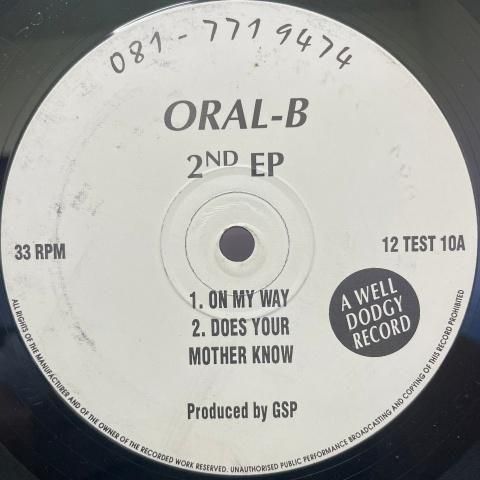 081-7719474
ORAL-B
2ND EP
33 RPM
12 TEST 10A
1. ON MY WAY
2. DOES YOUR
MOTHER KNOW
A WELL
DODGY
RECORD
Produced by GSP
ALL RIGHTS OF THE MANUFACTURER AND OF THE OWNER OF THE RECORDED WORK RESERVED. UNAUTHORISED PUBLIC PERFORMANCE BROADCASTING AND COPYING OF THIS RECORD PROHIBITED